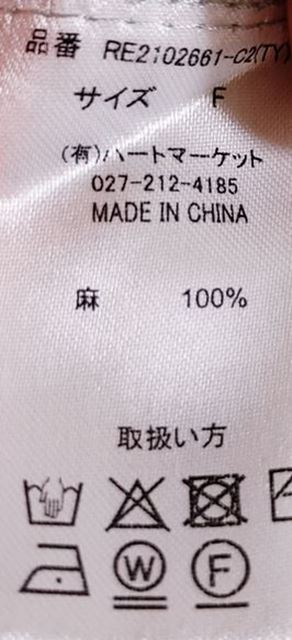 品番 RE2102661-C2(TY)
サイズ F
(有)ハートマーケット
027-212-4185
MADE IN CHINA
麻 100%
取扱い方
W F